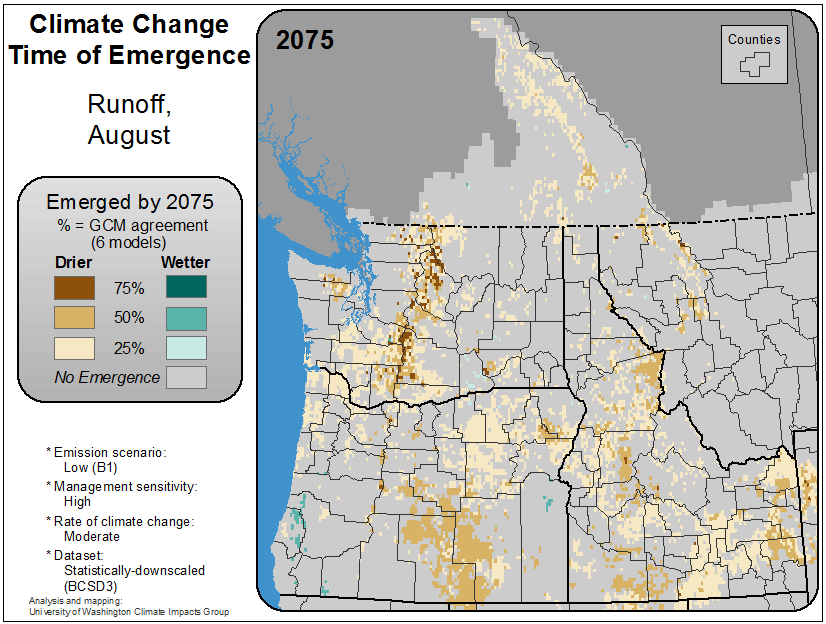 Climate Change
Time of Emergence
Runoff,
August
Emerged by 2075
% = GCM agreement
(6 models)
Drier Wetter
75%
50%
25%
No Emergence
* Emission scenario:
Low (B1)
* Management sensitivity:
High
* Rate of climate change:
Moderate
* Dataset:
Statistically-downscaled
(BCSD3)
Analysis and mapping:
University of Washington Climate Impacts Group
2075
Counties